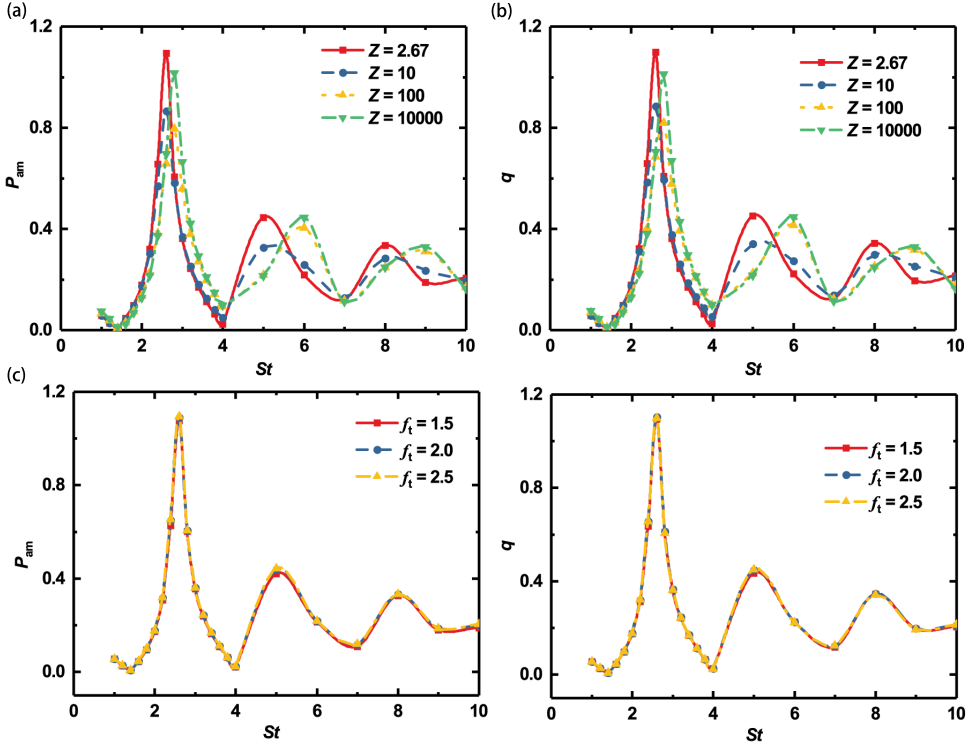 (a)
1.2
0.8
0.4
0.0
P_am
0 2 4 6 8 10
St
Z = 2.67
Z = 10
Z = 100
Z = 10000
(b)
1.2
0.8
0.4
0.0
q
0 2 4 6 8 10
St
Z = 2.67
Z = 10
Z = 100
Z = 10000
(c)
1.2
0.8
0.4
0.0
P_am
0 2 4 6 8 10
St
f_t = 1.5
f_t = 2.0
f_t = 2.5
1.2
0.8
0.4
0.0
q
0 2 4 6 8 10
St
f_t = 1.5
f_t = 2.0
f_t = 2.5